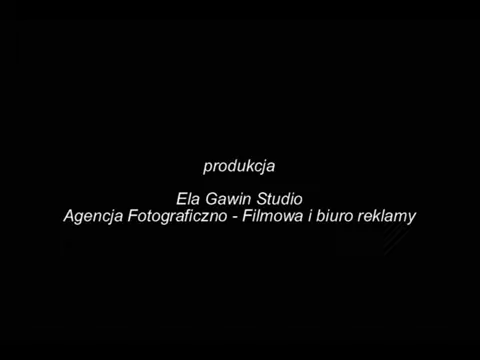 produkcja
Ela Gawin Studio
Agencja Fotograficzno - Filmowa i biuro reklamy